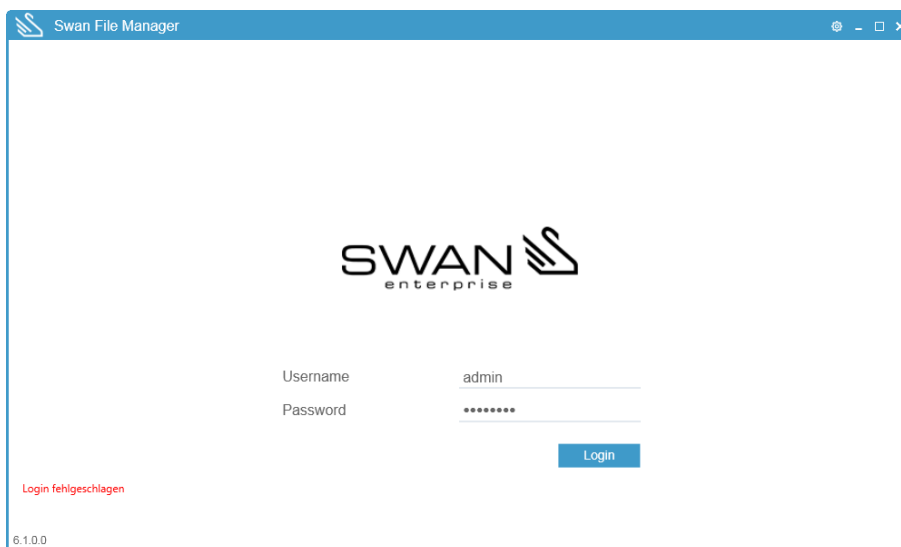 Swan File Manager
SWAN
enterprise
Username admin
Password ••••••••
Login
Login fehlgeschlagen
6.1.0.0